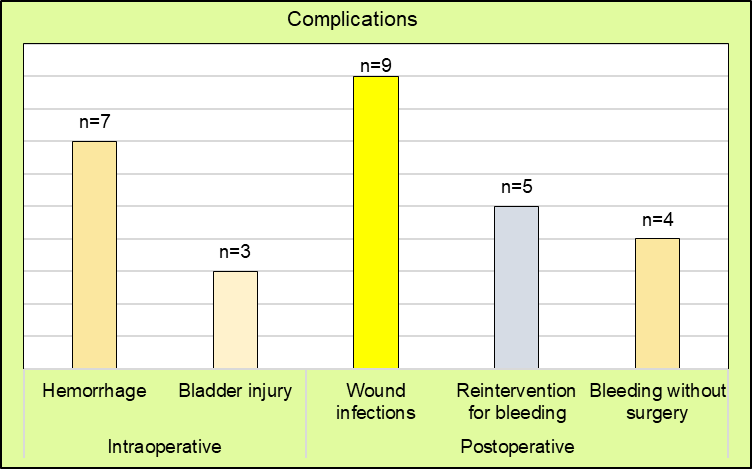 Complications
n=7
n=3
n=9
n=5
n=4
Hemorrhage
Bladder injury
Wound
infections
Reintervention
for bleeding
Bleeding without
surgery
Intraoperative
Postoperative